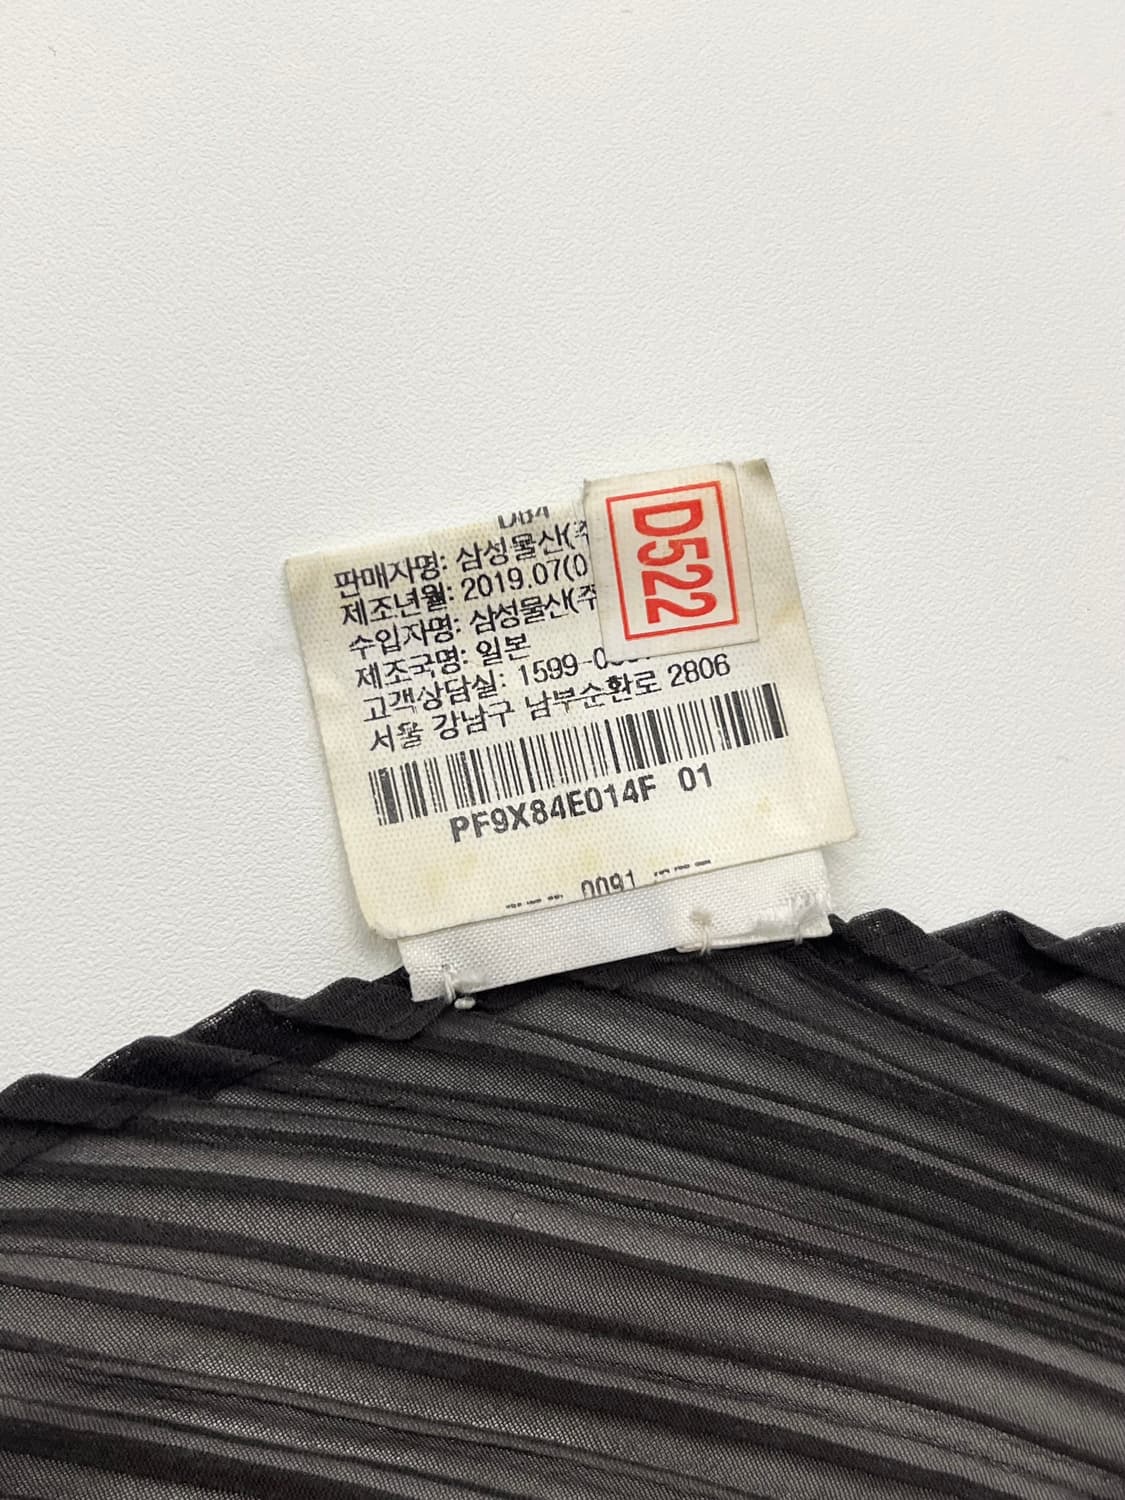 D522
판매자명: 삼성물산(주
제조년월: 2019.07(0
수입자명: 삼성물산(주
제조국명: 일본
고객상담실: 1599-0
서울 강남구 남부순환로 2806
PF9X84E014F 01
0091